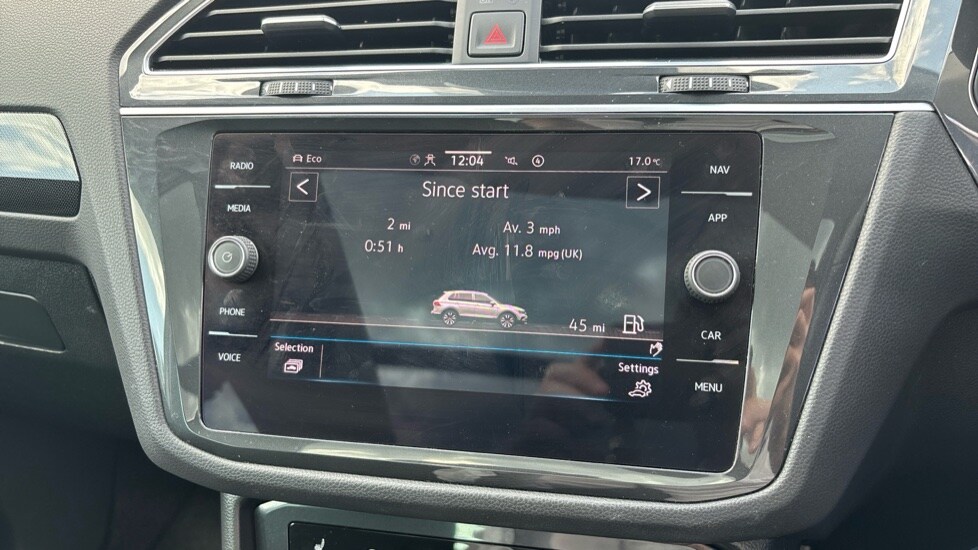 RADIO
MEDIA
PHONE
VOICE
Eco 12:04 4 17.0 °C
Since start
2 mi
0:51 h
Av. 3 mph
Avg. 11.8 mpg (UK)
45 mi
Selection
Settings
NAV
APP
CAR
MENU